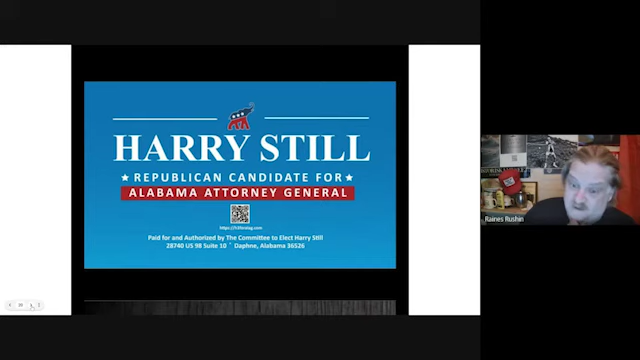 HARRY STILL
★ REPUBLICAN CANDIDATE FOR ★
ALABAMA ATTORNEY GENERAL
Paid for and Authorized by The Committee to Elect Harry Still
28740 US 98 Suite 10 * Daphne, Alabama 36526
Raines Rushin